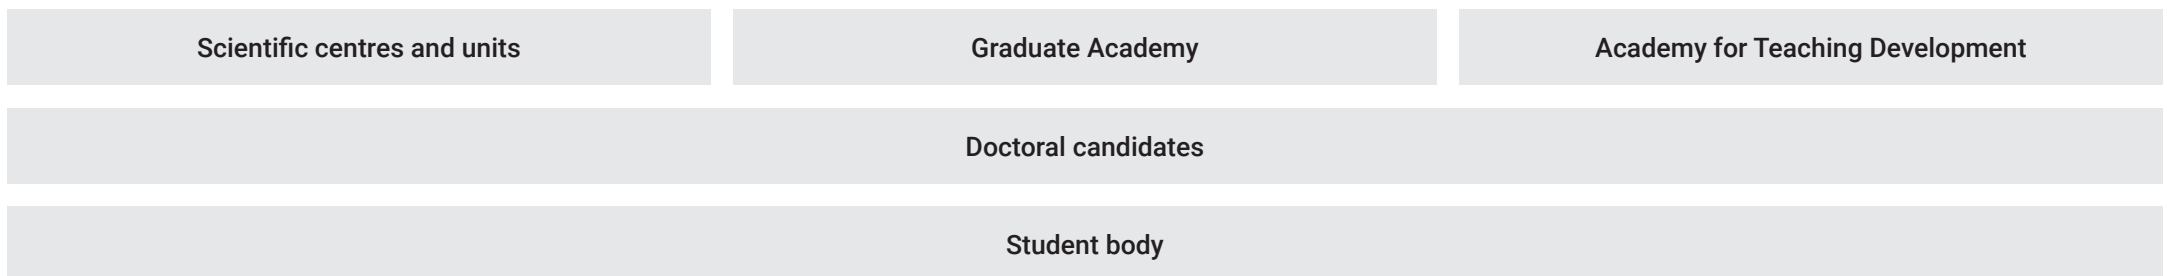 Scientific centres and units
Graduate Academy
Academy for Teaching Development
Doctoral candidates
Student body